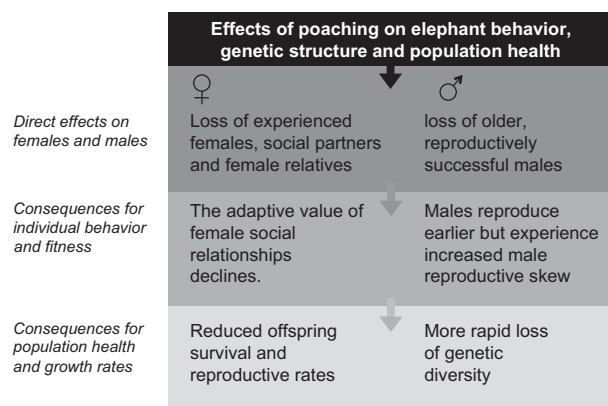 Effects of poaching on elephant behavior,
genetic structure and population health
Direct effects on
females and males
♀
Loss of experienced
females, social partners
and female relatives
♂
loss of older,
reproductively
successful males
Consequences for
individual behavior
and fitness
The adaptive value of
female social
relationships
declines.
Males reproduce
earlier but experience
increased male
reproductive skew
Consequences for
population health
and growth rates
Reduced offspring
survival and
reproductive rates
More rapid loss
of genetic
diversity